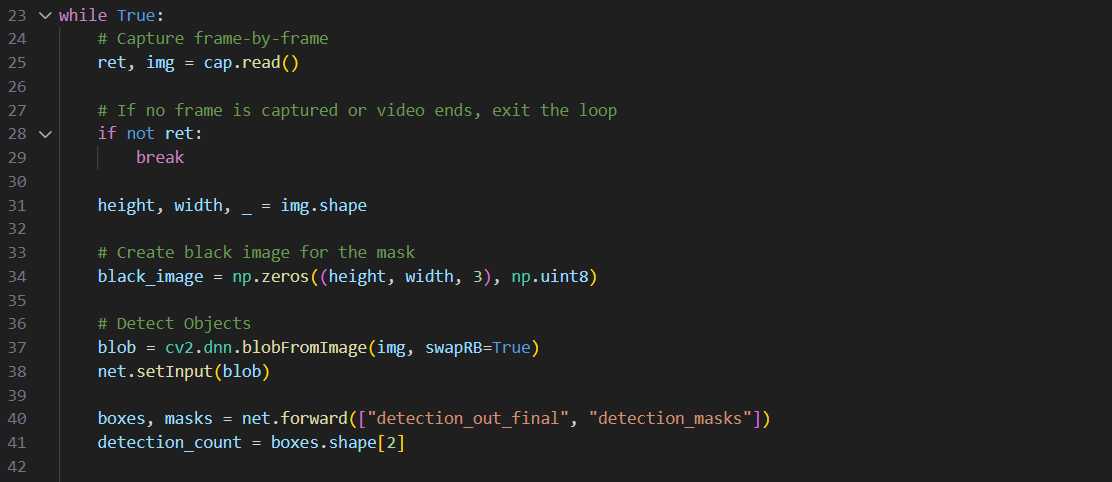 23 while True:
24     # Capture frame-by-frame
25     ret, img = cap.read()
26
27     # If no frame is captured or video ends, exit the loop
28     if not ret:
29         break
30
31     height, width, _ = img.shape
32
33     # Create black image for the mask
34     black_image = np.zeros((height, width, 3), np.uint8)
35
36     # Detect Objects
37     blob = cv2.dnn.blobFromImage(img, swapRB=True)
38     net.setInput(blob)
39
40     boxes, masks = net.forward(["detection_out_final", "detection_masks"])
41     detection_count = boxes.shape[2]
42